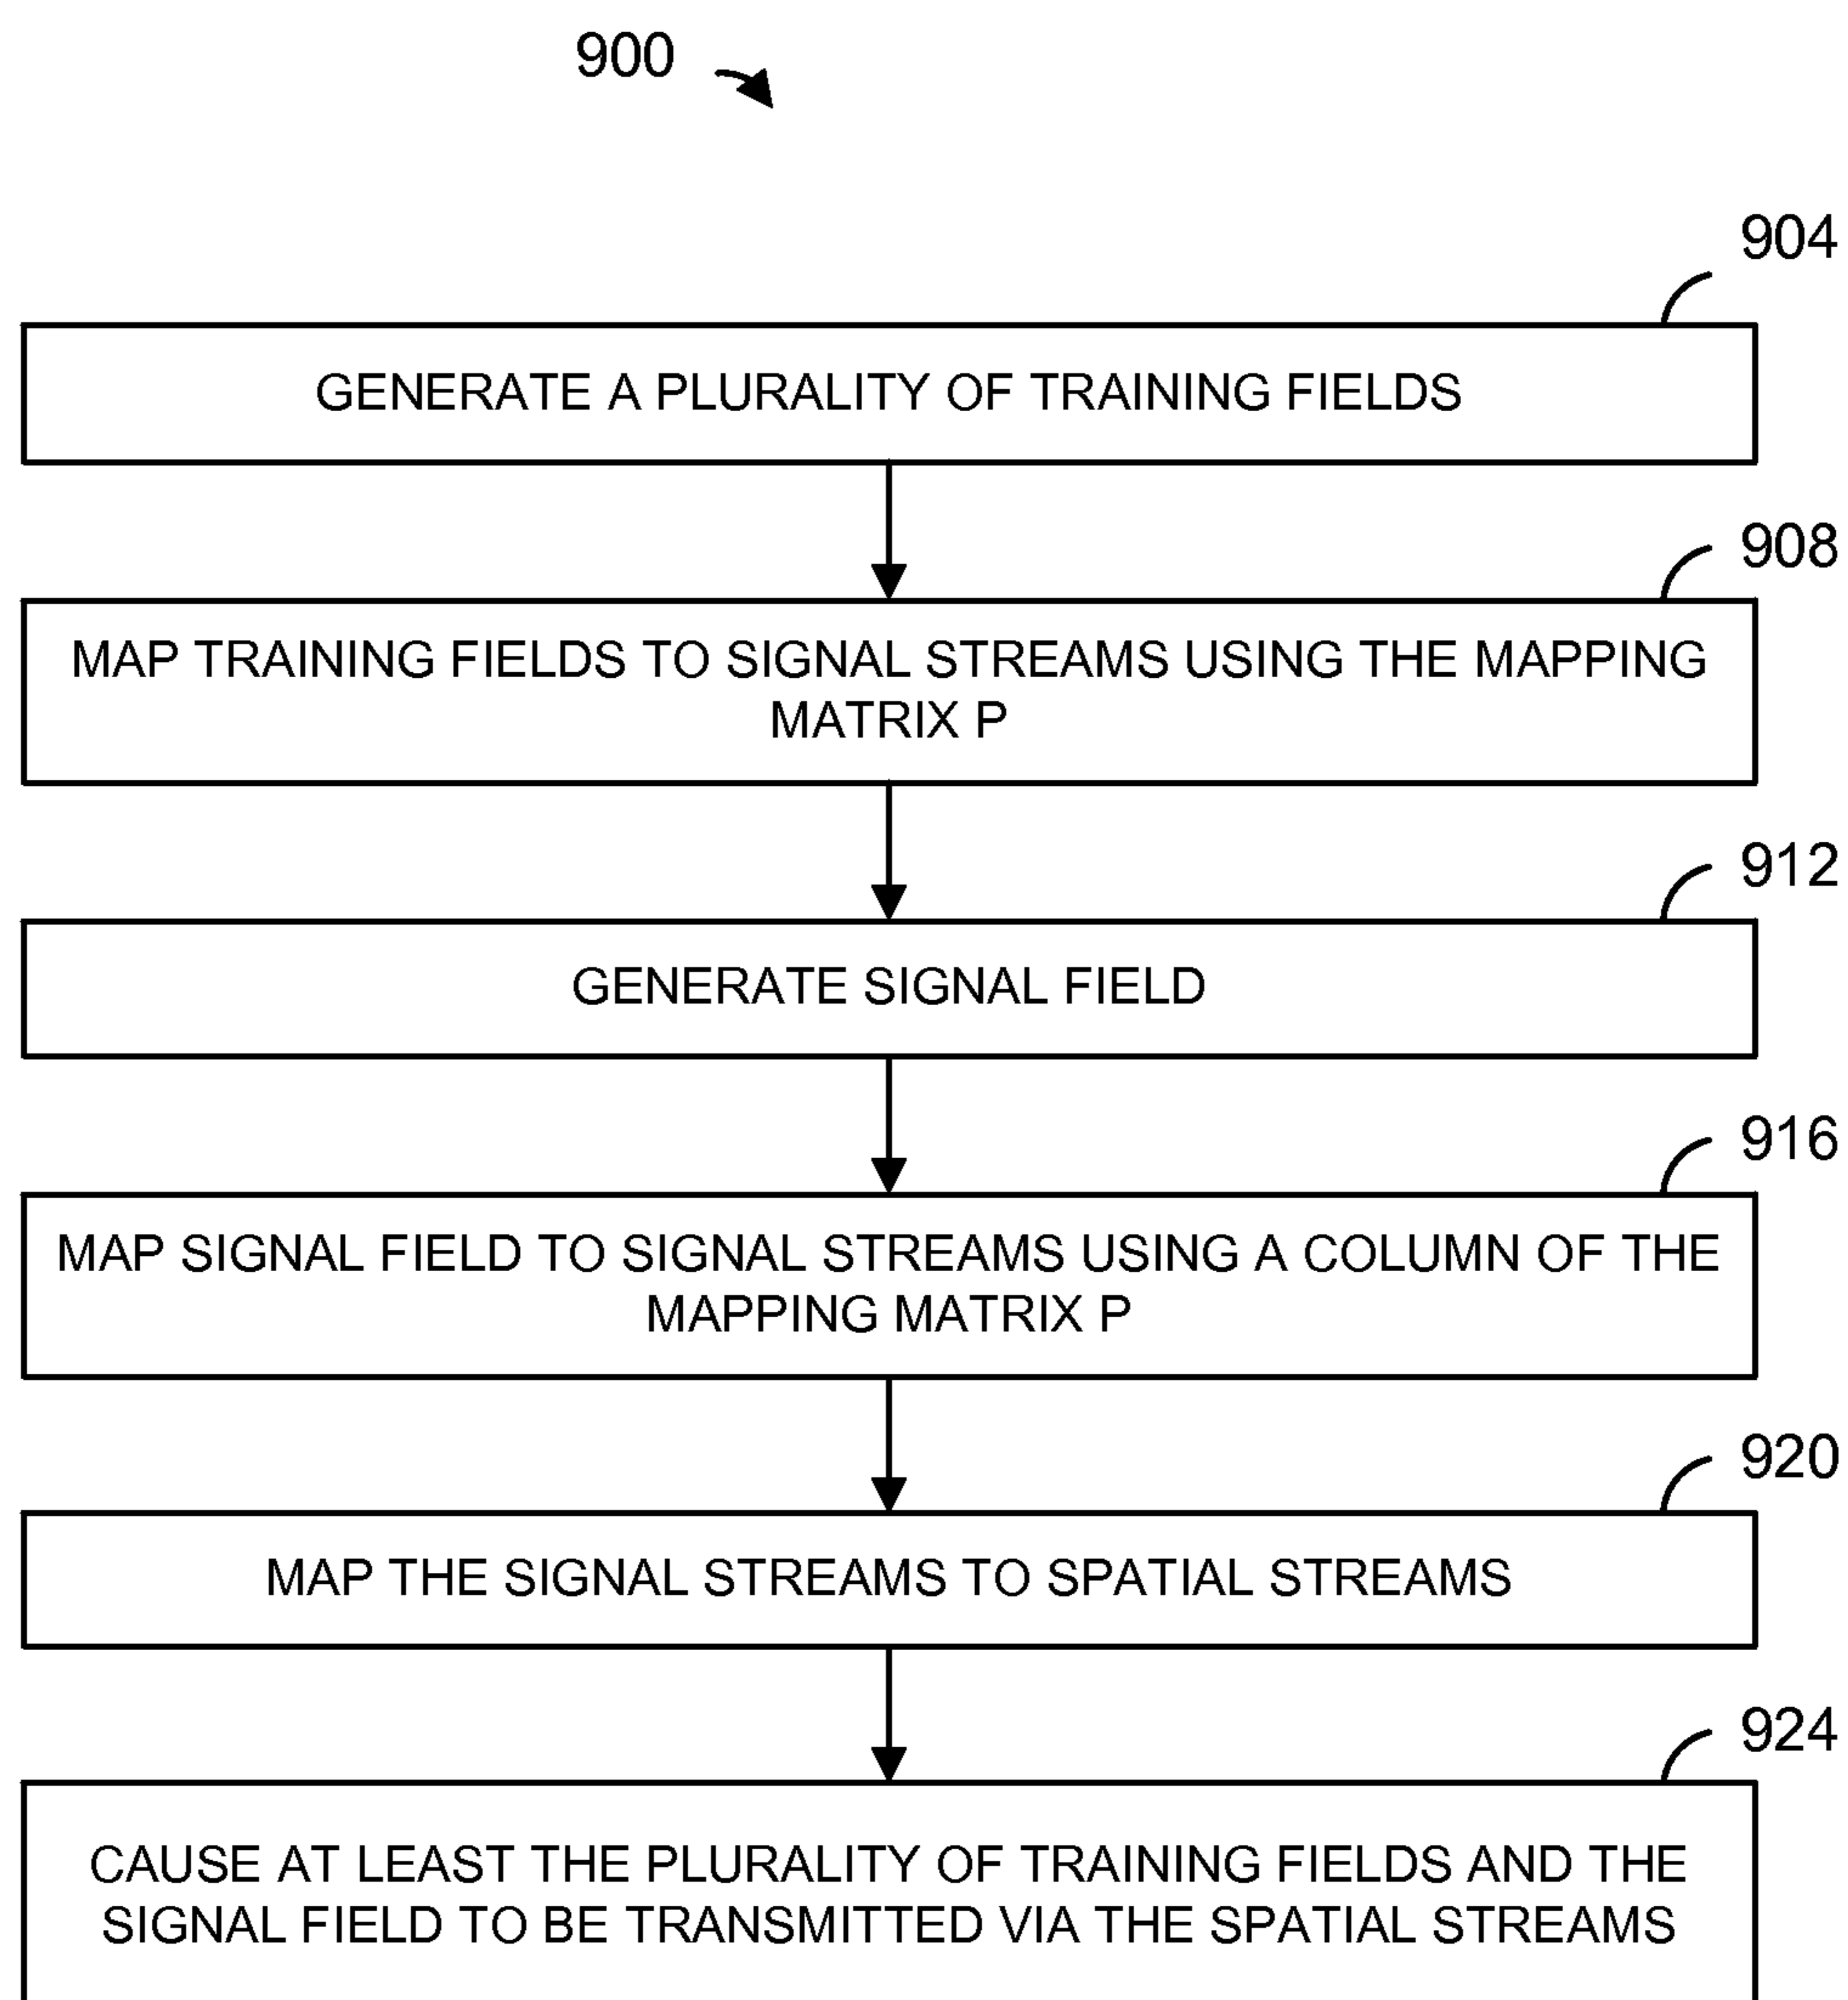 900
904
GENERATE A PLURALITY OF TRAINING FIELDS
908
MAP TRAINING FIELDS TO SIGNAL STREAMS USING THE MAPPING
MATRIX P
912
GENERATE SIGNAL FIELD
916
MAP SIGNAL FIELD TO SIGNAL STREAMS USING A COLUMN OF THE
MAPPING MATRIX P
920
MAP THE SIGNAL STREAMS TO SPATIAL STREAMS
924
CAUSE AT LEAST THE PLURALITY OF TRAINING FIELDS AND THE
SIGNAL FIELD TO BE TRANSMITTED VIA THE SPATIAL STREAMS